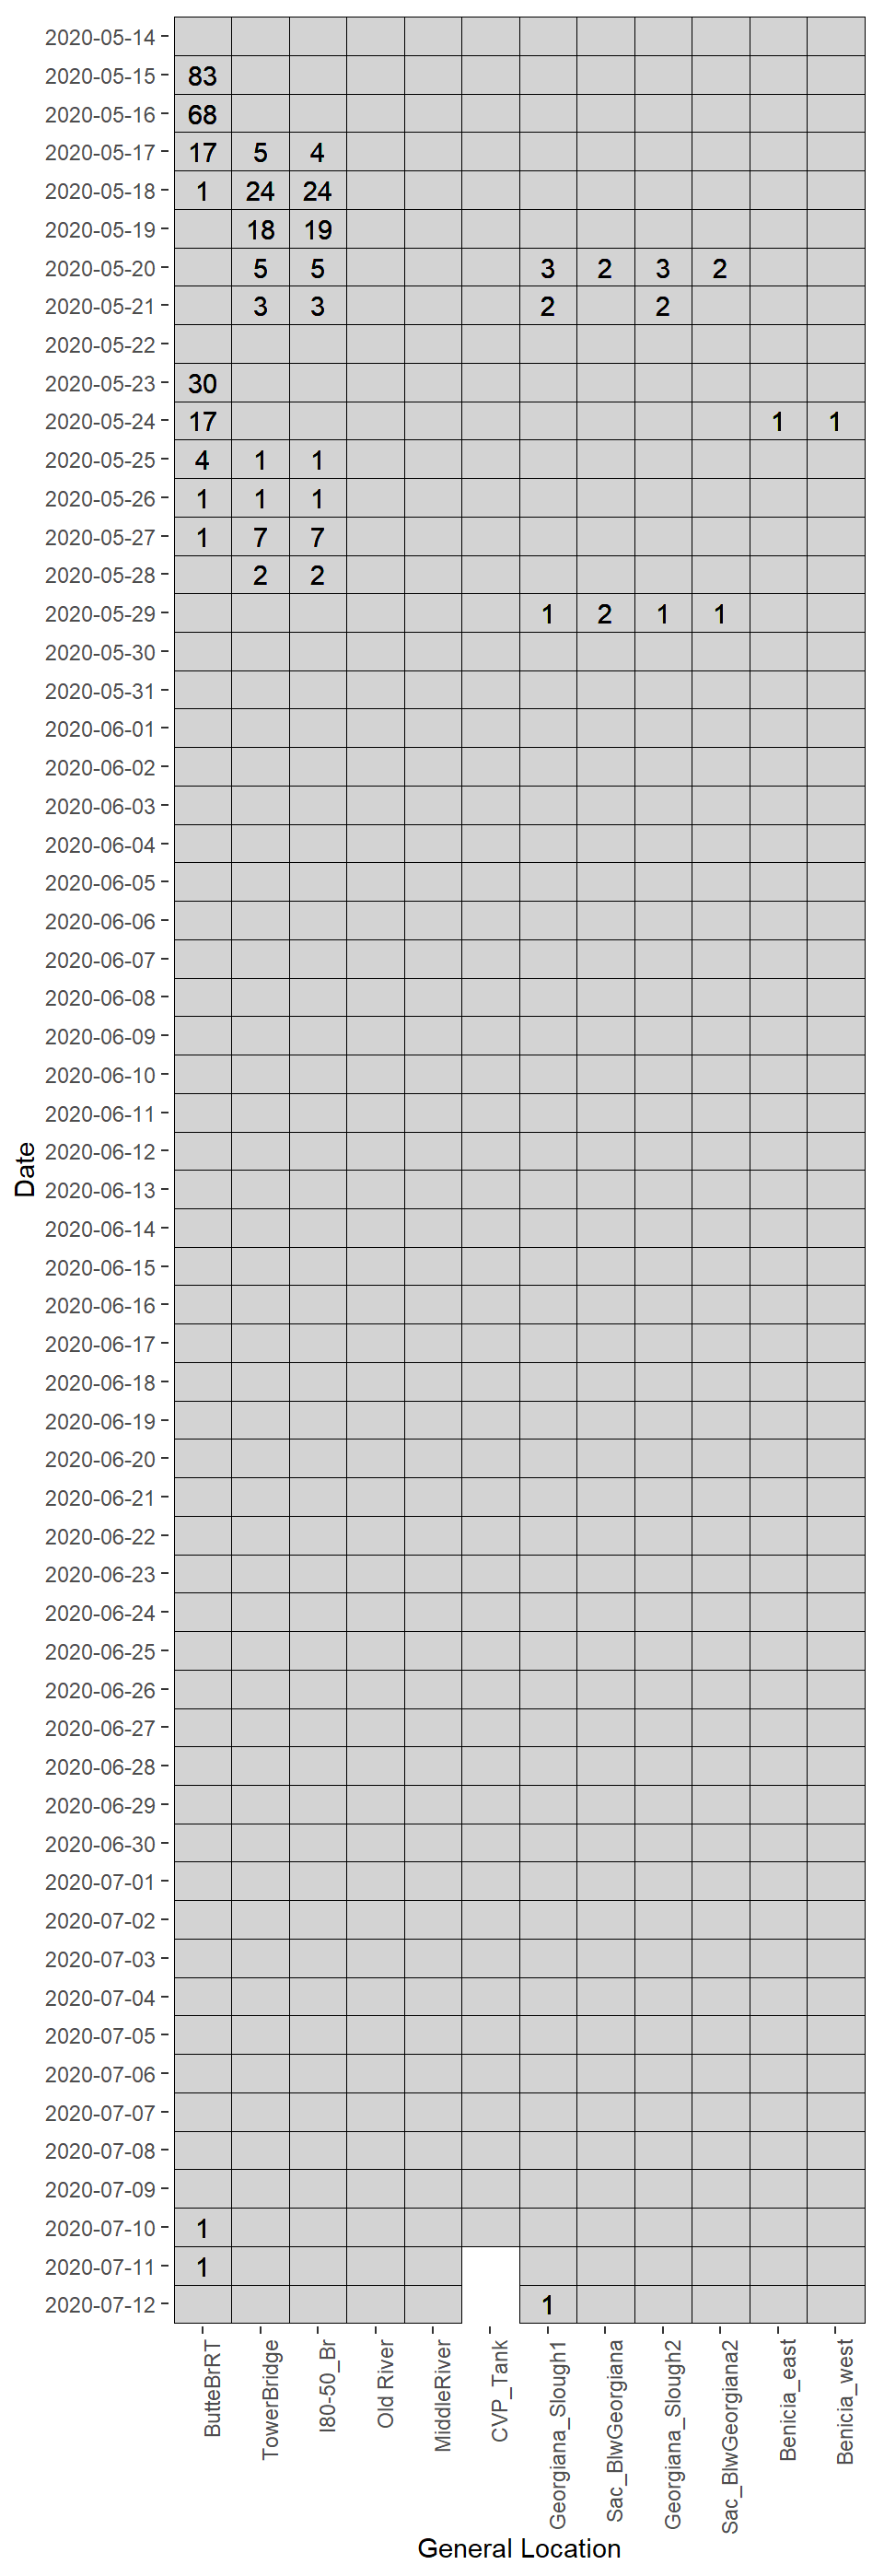 2020-05-14
2020-05-15 83
2020-05-16 68
2020-05-17 17 5 4
2020-05-18 1 24 24
2020-05-19 18 19
2020-05-20 5 5 3 2 3 2
2020-05-21 3 3 2 2
2020-05-22
2020-05-23 30
2020-05-24 17 1 1
2020-05-25 4 1 1
2020-05-26 1 1 1
2020-05-27 1 7 7
2020-05-28 2 2
2020-05-29 1 2 1 1
2020-05-30
2020-05-31
2020-06-01
2020-06-02
2020-06-03
2020-06-04
2020-06-05
2020-06-06
2020-06-07
2020-06-08
2020-06-09
2020-06-10
2020-06-11
2020-06-12
2020-06-13
2020-06-14
2020-06-15
2020-06-16
2020-06-17
2020-06-18
2020-06-19
2020-06-20
2020-06-21
2020-06-22
2020-06-23
2020-06-24
2020-06-25
2020-06-26
2020-06-27
2020-06-28
2020-06-29
2020-06-30
2020-07-01
2020-07-02
2020-07-03
2020-07-04
2020-07-05
2020-07-06
2020-07-07
2020-07-08
2020-07-09
2020-07-10 1
2020-07-11 1
2020-07-12 1
Date
ButteBrRT
TowerBridge
I80-50_Br
Old River
MiddleRiver
CVP_Tank
Georgiana_Slough1
Sac_BlwGeorgiana
Georgiana_Slough2
Sac_BlwGeorgiana2
Benicia_east
Benicia_west
General Location